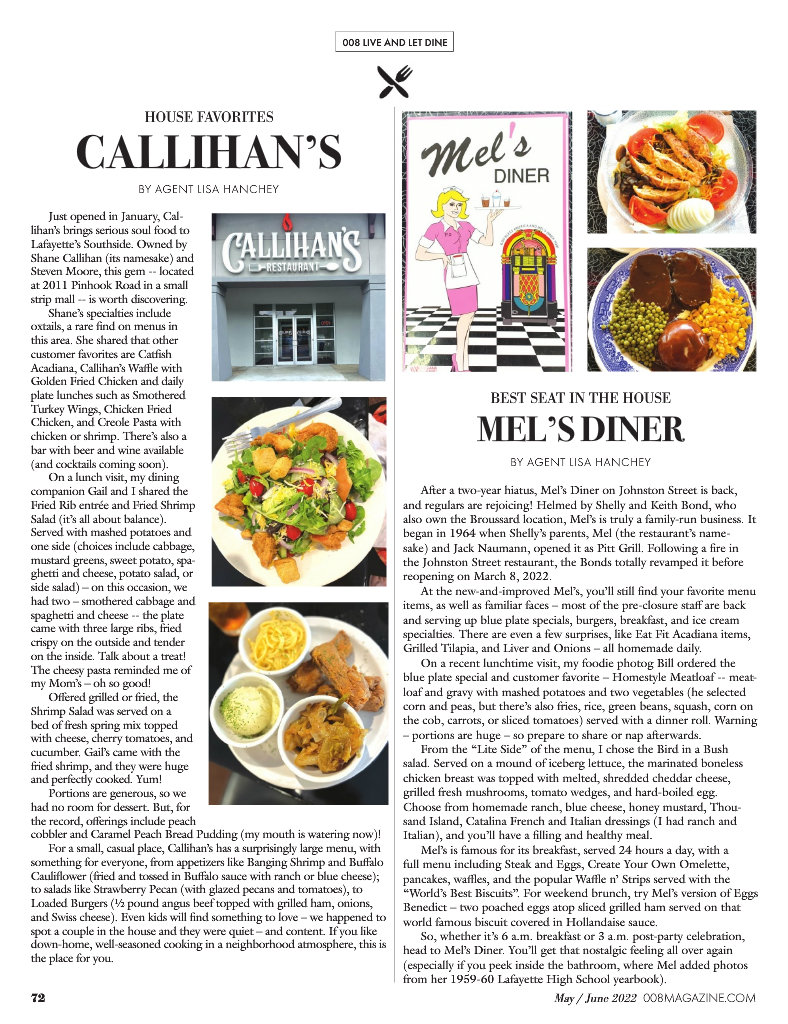 008 LIVE AND LET DINE
HOUSE FAVORITES
CALLIHAN'S
BY AGENT LISA HANCHEY
Just opened in January, Cal-
lihan's brings serious soul food to
Lafayette's Southside. Owned by
Shane Callihan (its namesake) and
Steven Moore, this gem -- located
at 2011 Pinhook Road in a small
strip mall -- is worth discovering.
Shane's specialties include
oxtails, a rare find on menus in
this area. She shared that other
customer favorites are Catfish
Acadiana, Callihan's Waffle with
Golden Fried Chicken and daily
plate lunches such as Smothered
Turkey Wings, Chicken Fried
Chicken, and Creole Pasta with
chicken or shrimp. There's also a
bar with beer and wine available
(and cocktails coming soon).
On a lunch visit, my dining
companion Gail and I shared the
Fried Rib entrée and Fried Shrimp
Salad (it's all about balance).
Served with mashed potatoes and
one side (choices include cabbage,
mustard greens, sweet potato, spa-
ghetti and cheese, potato salad, or
side salad) – on this occasion, we
had two – smothered cabbage and
spaghetti and cheese -- the plate
came with three large ribs, fried
crispy on the outside and tender
on the inside. Talk about a treat!
The cheesy pasta reminded me of
my Mom's – oh so good!
Offered grilled or fried, the
Shrimp Salad was served on a
bed of fresh spring mix topped
with cheese, cherry tomatoes, and
cucumber. Gail's came with the
fried shrimp, and they were huge
and perfectly cooked. Yum!
Portions are generous, so we
had no room for dessert. But, for
the record, offerings include peach
cobbler and Caramel Peach Bread Pudding (my mouth is watering now)!
For a small, casual place, Callihan's has a surprisingly large menu, with
something for everyone, from appetizers like Banging Shrimp and Buffalo
Cauliflower (fried and tossed in Buffalo sauce with ranch or blue cheese);
to salads like Strawberry Pecan (with glazed pecans and tomatoes), to
Loaded Burgers (½ pound angus beef topped with grilled ham, onions,
and Swiss cheese). Even kids will find something to love – we happened to
spot a couple in the house and they were quiet – and content. If you like
down-home, well-seasoned cooking in a neighborhood atmosphere, this is
the place for you.
CALLIHAN'S
RESTAURANT
Mel's
DINER
BEST SEAT IN THE HOUSE
MEL'S DINER
BY AGENT LISA HANCHEY
After a two-year hiatus, Mel's Diner on Johnston Street is back,
and regulars are rejoicing! Helmed by Shelly and Keith Bond, who
also own the Broussard location, Mel's is truly a family-run business. It
began in 1964 when Shelly's parents, Mel (the restaurant's name-
sake) and Jack Naumann, opened it as Pitt Grill. Following a fire in
the Johnston Street restaurant, the Bonds totally revamped it before
reopening on March 8, 2022.
At the new-and-improved Mel's, you'll still find your favorite menu
items, as well as familiar faces – most of the pre-closure staff are back
and serving up blue plate specials, burgers, breakfast, and ice cream
specialties. There are even a few surprises, like Eat Fit Acadiana items,
Grilled Tilapia, and Liver and Onions – all homemade daily.
On a recent lunchtime visit, my foodie photog Bill ordered the
blue plate special and customer favorite – Homestyle Meatloaf -- meat-
loaf and gravy with mashed potatoes and two vegetables (he selected
corn and peas, but there's also fries, rice, green beans, squash, corn on
the cob, carrots, or sliced tomatoes) served with a dinner roll. Warning
– portions are huge – so prepare to share or nap afterwards.
From the “Lite Side” of the menu, I chose the Bird in a Bush
salad. Served on a mound of iceberg lettuce, the marinated boneless
chicken breast was topped with melted, shredded cheddar cheese,
grilled fresh mushrooms, tomato wedges, and hard-boiled egg.
Choose from homemade ranch, blue cheese, honey mustard, Thou-
sand Island, Catalina French and Italian dressings (I had ranch and
Italian), and you'll have a filling and healthy meal.
Mel's is famous for its breakfast, served 24 hours a day, with a
full menu including Steak and Eggs, Create Your Own Omelette,
pancakes, waffles, and the popular Waffle n' Strips served with the
“World's Best Biscuits”. For weekend brunch, try Mel's version of Eggs
Benedict – two poached eggs atop sliced grilled ham served on that
world famous biscuit covered in Hollandaise sauce.
So, whether it's 6 a.m. breakfast or 3 a.m. post-party celebration,
head to Mel's Diner. You'll get that nostalgic feeling all over again
(especially if you peek inside the bathroom, where Mel added photos
from her 1959-60 Lafayette High School yearbook).
72
May / June 2022 008MAGAZINE.COM